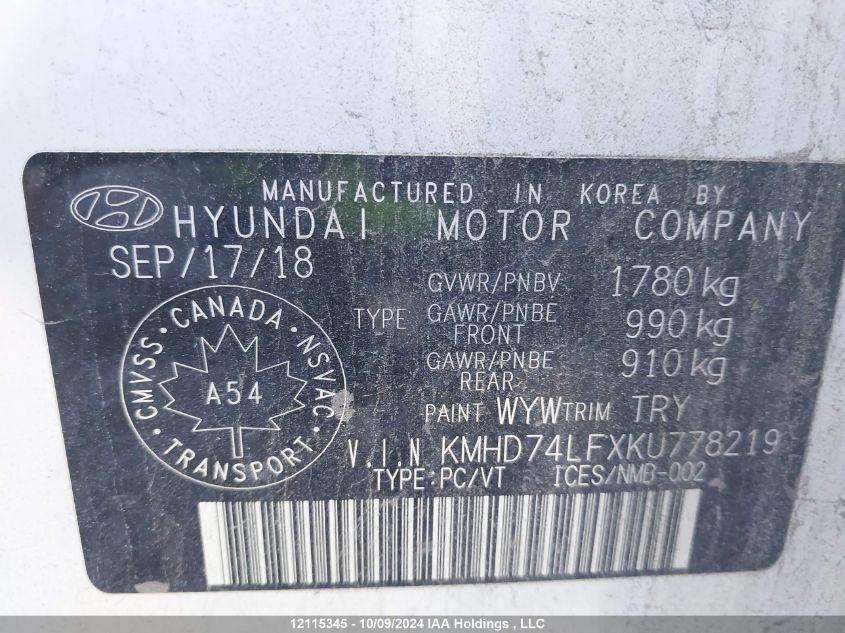 MANUFACTURED IN KOREA BY
HYUNDAI MOTOR COMPANY
SEP/17/18
GVWR/PNBV 1780 kg
TYPE GAWR/PNBE FRONT 990 kg
GAWR/PNBE REAR 910 kg
CMVSS · CANADA · NSVAC · TRANSPORT ·
A54
PAINT WYW TRIM TRY
V.I.N KMHD74LFXKU778219
TYPE:PC/VT ICES/NMB-002
12115345 - 10/09/2024 IAA Holdings , LLC